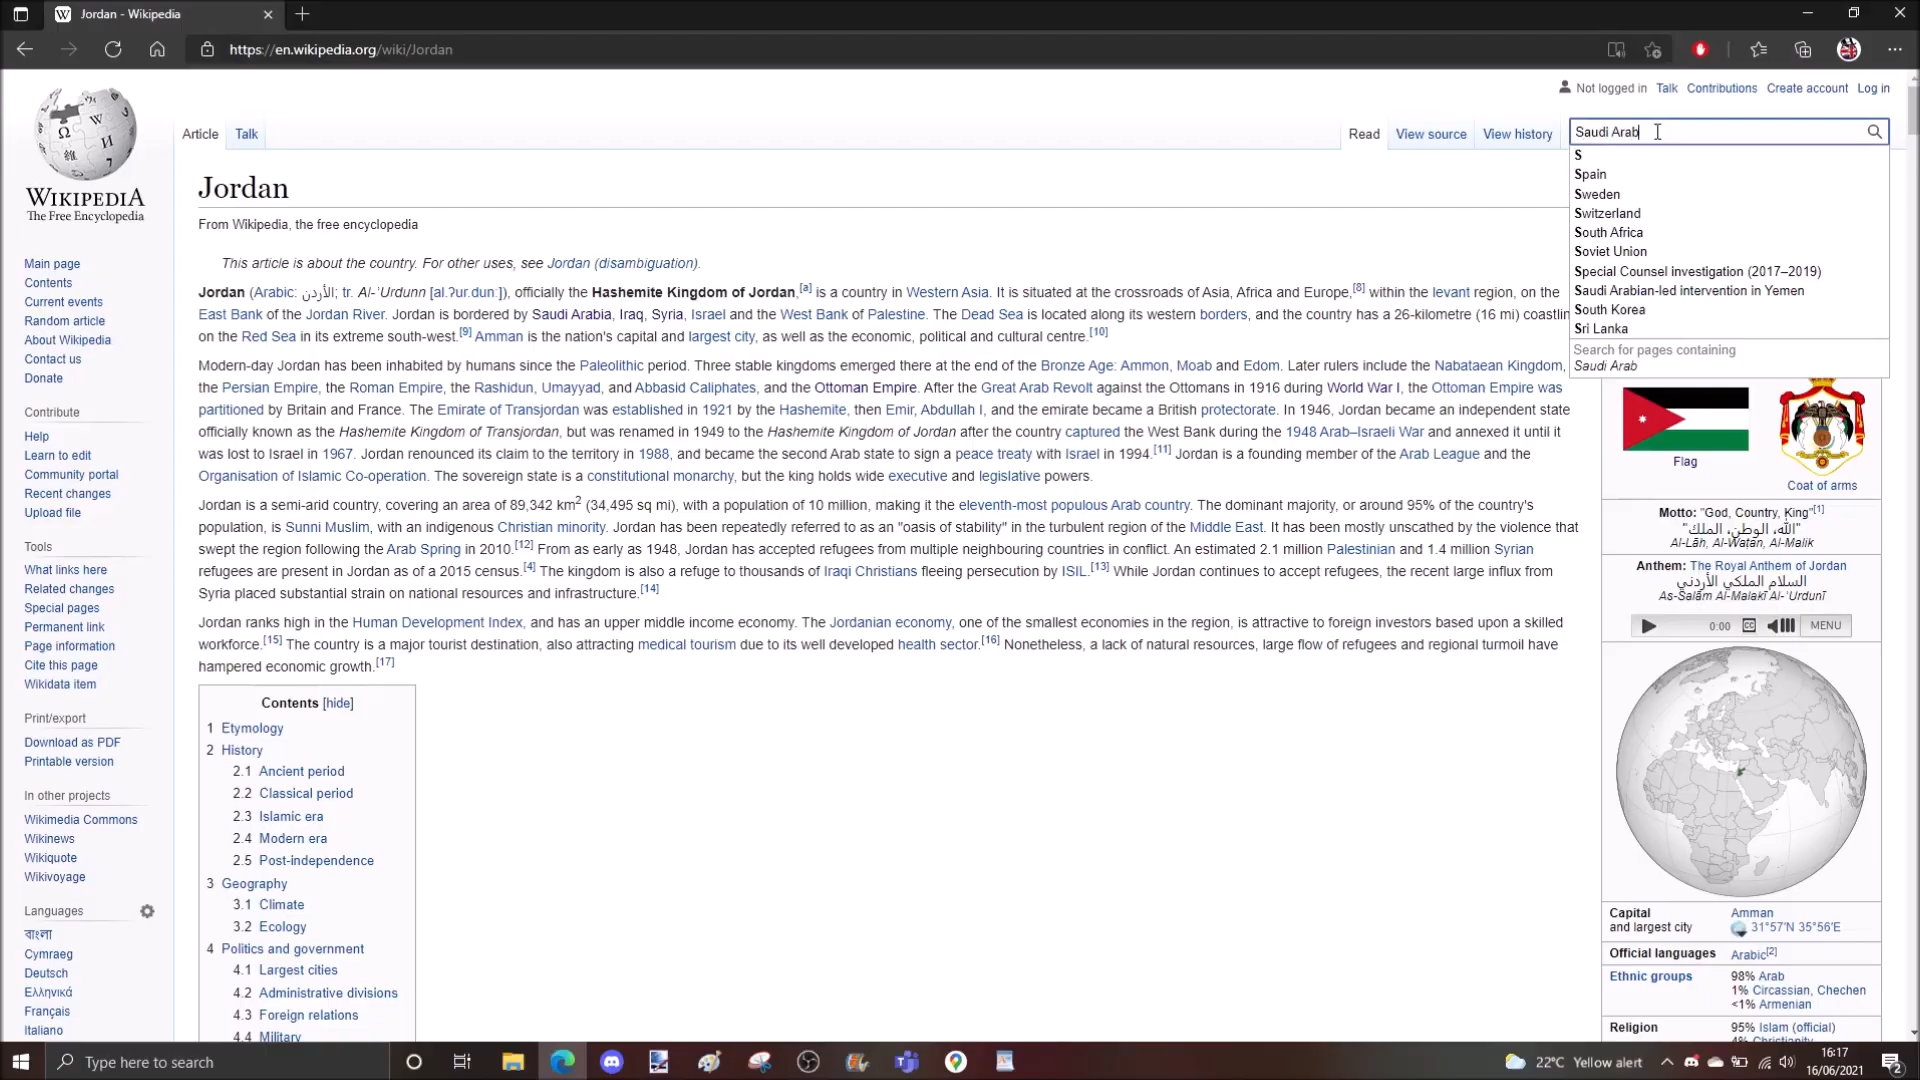 Jordan - Wikipedia
https://en.wikipedia.org/wiki/Jordan
Not logged in Talk Contributions Create account Log in
Article Talk Read View source View history Saudi Arab
S
Spain
Sweden
Switzerland
South Africa
Soviet Union
Special Counsel investigation (2017–2019)
Saudi Arabian-led intervention in Yemen
South Korea
Sri Lanka
Search for pages containing
Saudi Arab
WIKIPEDIA
The Free Encyclopedia
Main page
Contents
Current events
Random article
About Wikipedia
Contact us
Donate
Contribute
Help
Learn to edit
Community portal
Recent changes
Upload file
Tools
What links here
Related changes
Special pages
Permanent link
Page information
Cite this page
Wikidata item
Print/export
Download as PDF
Printable version
In other projects
Wikimedia Commons
Wikinews
Wikiquote
Wikivoyage
Languages
বাংলা
Cymraeg
Deutsch
Ελληνικά
Français
Italiano
Jordan
From Wikipedia, the free encyclopedia
This article is about the country. For other uses, see Jordan (disambiguation).
Jordan (Arabic: الأردن; tr. Al-ʾUrdunn [al.ʔur.dunː]), officially the Hashemite Kingdom of Jordan,[a] is a country in Western Asia. It is situated at the crossroads of Asia, Africa and Europe,[8] within the levant region, on the
East Bank of the Jordan River. Jordan is bordered by Saudi Arabia, Iraq, Syria, Israel and the West Bank of Palestine. The Dead Sea is located along its western borders, and the country has a 26-kilometre (16 mi) coastlin
on the Red Sea in its extreme south-west.[9] Amman is the nation's capital and largest city, as well as the economic, political and cultural centre.[10]
Modern-day Jordan has been inhabited by humans since the Paleolithic period. Three stable kingdoms emerged there at the end of the Bronze Age: Ammon, Moab and Edom. Later rulers include the Nabataean Kingdom,
the Persian Empire, the Roman Empire, the Rashidun, Umayyad, and Abbasid Caliphates, and the Ottoman Empire. After the Great Arab Revolt against the Ottomans in 1916 during World War I, the Ottoman Empire was
partitioned by Britain and France. The Emirate of Transjordan was established in 1921 by the Hashemite, then Emir, Abdullah I, and the emirate became a British protectorate. In 1946, Jordan became an independent state
officially known as the Hashemite Kingdom of Transjordan, but was renamed in 1949 to the Hashemite Kingdom of Jordan after the country captured the West Bank during the 1948 Arab–Israeli War and annexed it until it
was lost to Israel in 1967. Jordan renounced its claim to the territory in 1988, and became the second Arab state to sign a peace treaty with Israel in 1994.[11] Jordan is a founding member of the Arab League and the
Organisation of Islamic Co-operation. The sovereign state is a constitutional monarchy, but the king holds wide executive and legislative powers.
Jordan is a semi-arid country, covering an area of 89,342 km2 (34,495 sq mi), with a population of 10 million, making it the eleventh-most populous Arab country. The dominant majority, or around 95% of the country's
population, is Sunni Muslim, with an indigenous Christian minority. Jordan has been repeatedly referred to as an "oasis of stability" in the turbulent region of the Middle East. It has been mostly unscathed by the violence that
swept the region following the Arab Spring in 2010.[12] From as early as 1948, Jordan has accepted refugees from multiple neighbouring countries in conflict. An estimated 2.1 million Palestinian and 1.4 million Syrian
refugees are present in Jordan as of a 2015 census.[4] The kingdom is also a refuge to thousands of Iraqi Christians fleeing persecution by ISIL.[13] While Jordan continues to accept refugees, the recent large influx from
Syria placed substantial strain on national resources and infrastructure.[14]
Jordan ranks high in the Human Development Index, and has an upper middle income economy. The Jordanian economy, one of the smallest economies in the region, is attractive to foreign investors based upon a skilled
workforce.[15] The country is a major tourist destination, also attracting medical tourism due to its well developed health sector.[16] Nonetheless, a lack of natural resources, large flow of refugees and regional turmoil have
hampered economic growth.[17]
Contents [hide]
1 Etymology
2 History
2.1 Ancient period
2.2 Classical period
2.3 Islamic era
2.4 Modern era
2.5 Post-independence
3 Geography
3.1 Climate
3.2 Ecology
4 Politics and government
4.1 Largest cities
4.2 Administrative divisions
4.3 Foreign relations
4.4 Military
Flag
Coat of arms
Motto: "God, Country, King"[1]
"الله، الوطن، الملك"
Al-Lāh, Al-Waṭan, Al-Malik
Anthem: The Royal Anthem of Jordan
السلام الملكي الأردني
As-Salām Al-Malakī Al-ʾUrdunī
0:00 CC MENU
Capital Amman
and largest city 31°57′N 35°56′E
Official languages Arabic[2]
Ethnic groups 98% Arab
1% Circassian, Chechen
<1% Armenian
Religion 95% Islam (official)
4% Christianity
Type here to search
22°C Yellow alert
16:17
16/06/2021
2